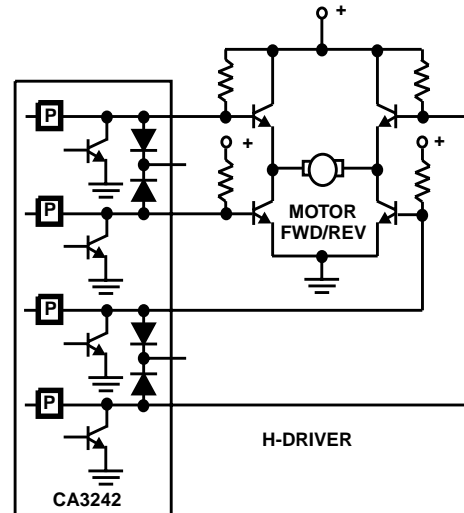 +
P
+
+
P
MOTOR
FWD/REV
P
P
H-DRIVER
CA3242